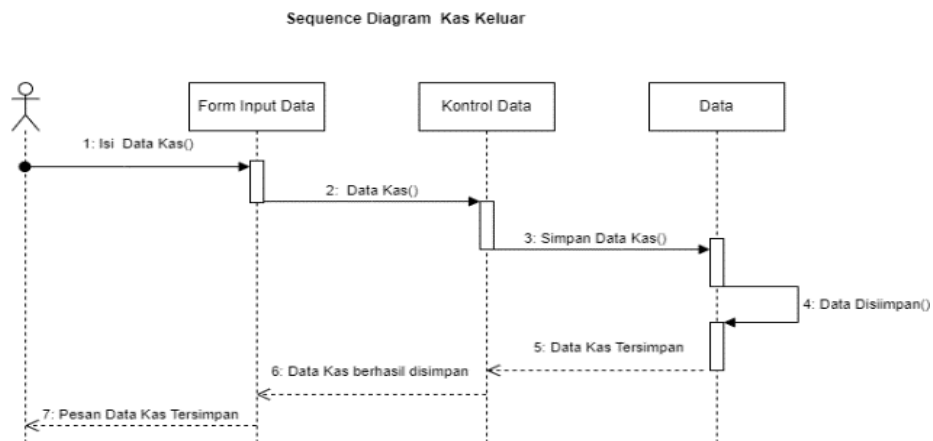 Sequence Diagram Kas Keluar
Form Input Data
Kontrol Data
Data
1: Isi Data Kas()
2: Data Kas()
3: Simpan Data Kas()
4: Data Disiimpan()
5: Data Kas Tersimpan
6: Data Kas berhasil disimpan
7: Pesan Data Kas Tersimpan